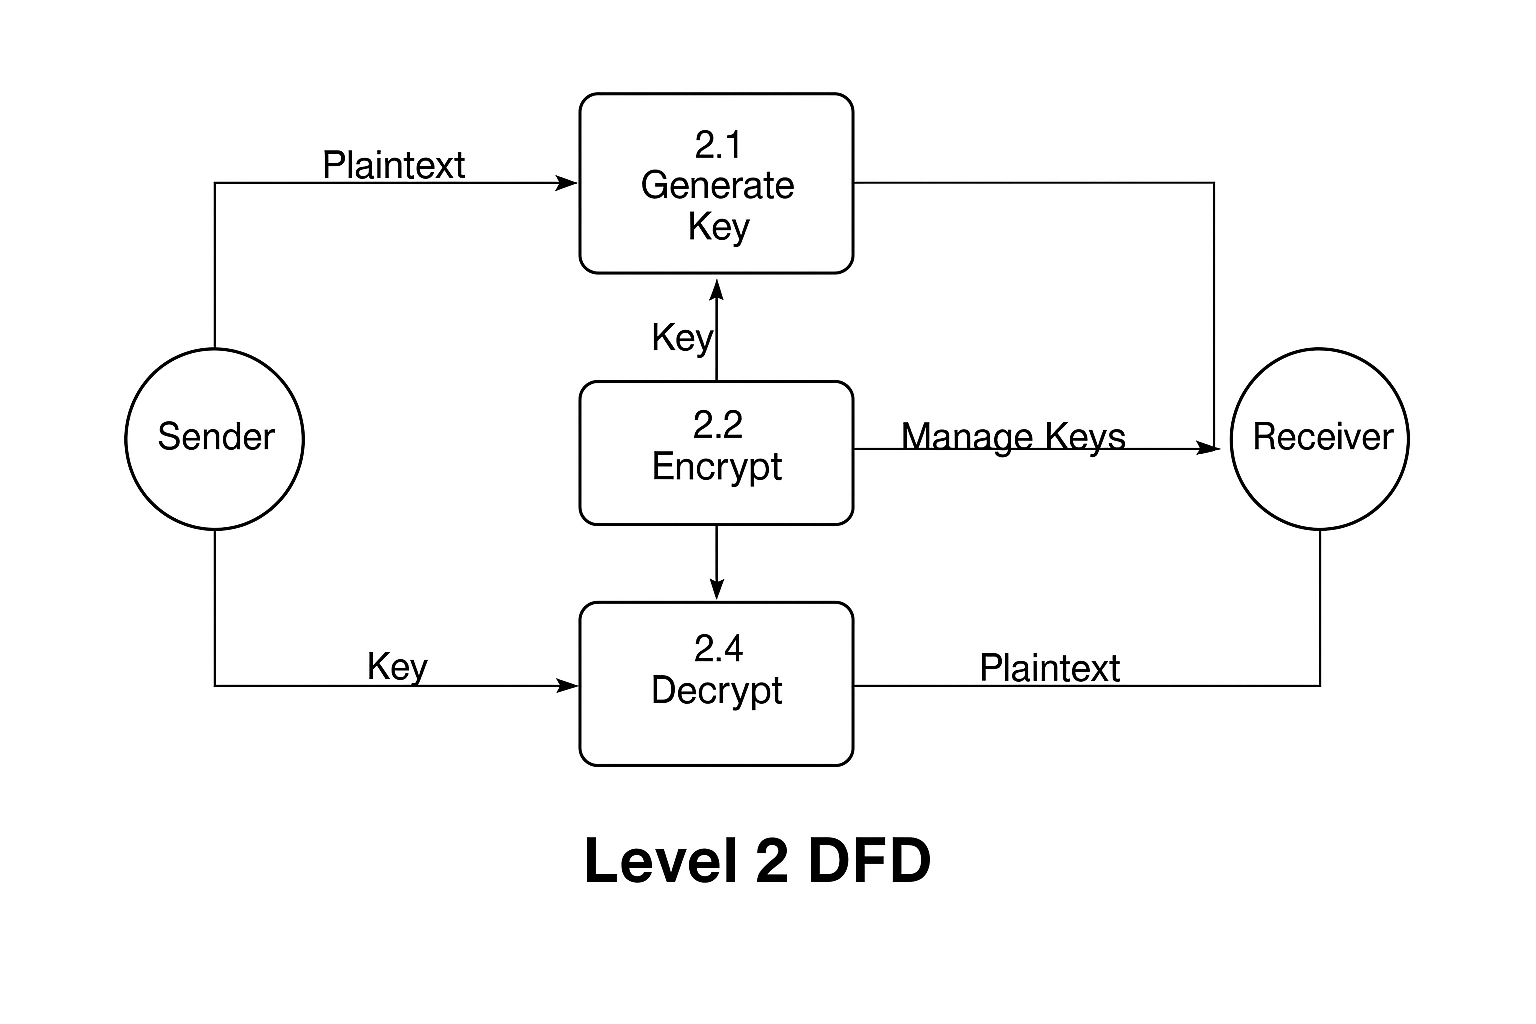 Plaintext
2.1
Generate
Key
Key
Sender
2.2
Encrypt
Manage Keys
Receiver
Key
2.4
Decrypt
Plaintext
Level 2 DFD